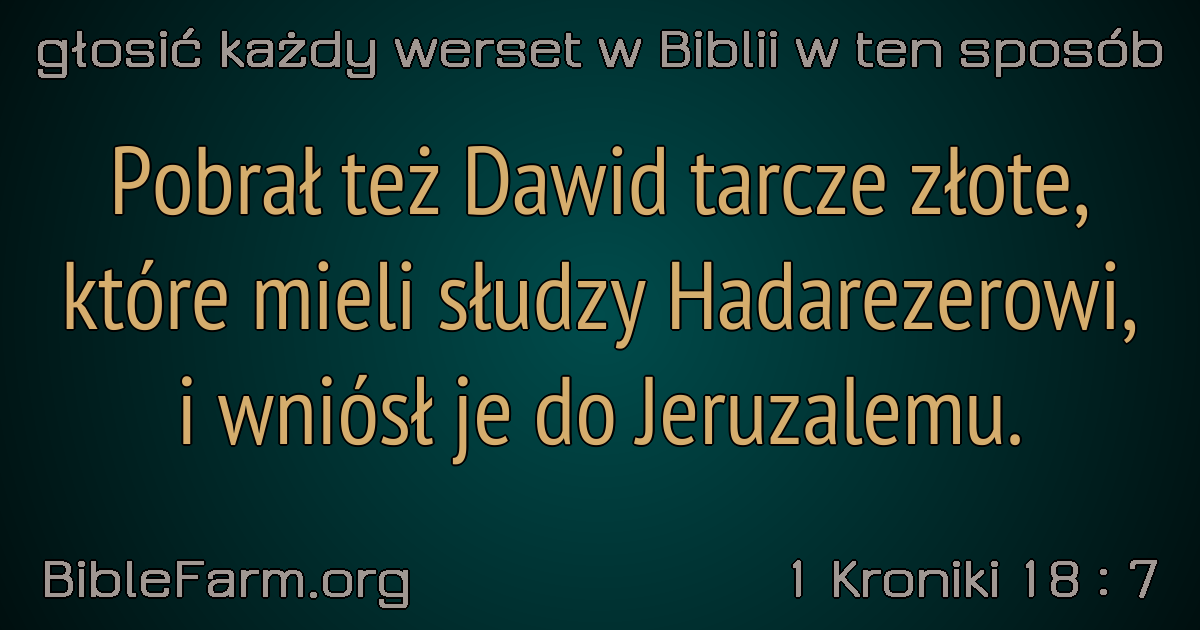 głosić każdy werset w Biblii w ten sposób
Pobrał też Dawid tarcze złote,
które mieli słudzy Hadarezerowi,
i wniósł je do Jeruzalemu.
BibleFarm.org
1 Kroniki 18 : 7